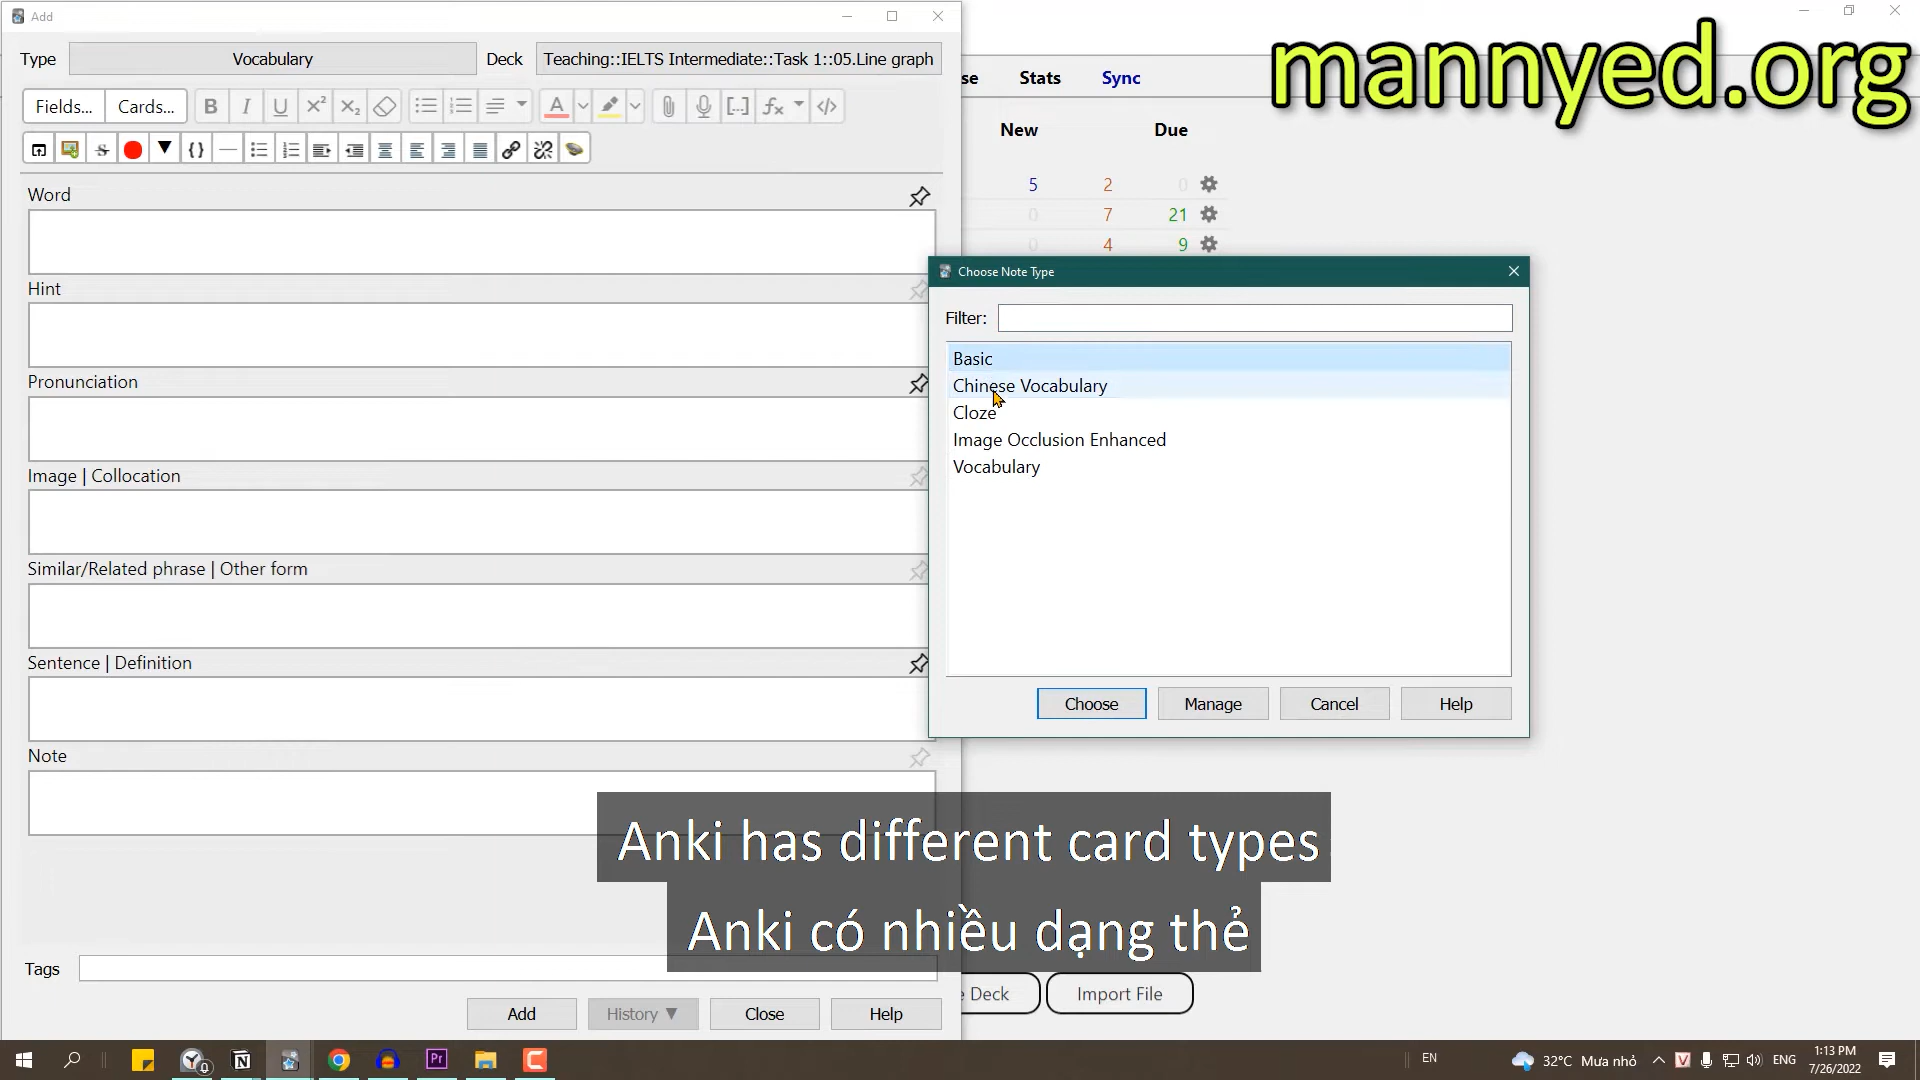 Add
Type
Vocabulary
Deck
Teaching::IELTS Intermediate::Task 1::05.Line graph
Fields...
Cards...
se
Stats
Sync
mannyed.org
New
Due
5 2 0
0 7 21
0 4 9
Word
Hint
Pronunciation
Image | Collocation
Similar/Related phrase | Other form
Sentence | Definition
Note
Choose Note Type
Filter:
Basic
Chinese Vocabulary
Cloze
Image Occlusion Enhanced
Vocabulary
Choose
Manage
Cancel
Help
Anki has different card types
Anki có nhiều dạng thẻ
Tags
Add
History ▼
Close
Help
e Deck
Import File
EN
32°C Mưa nhỏ
ENG
1:13 PM
7/26/2022